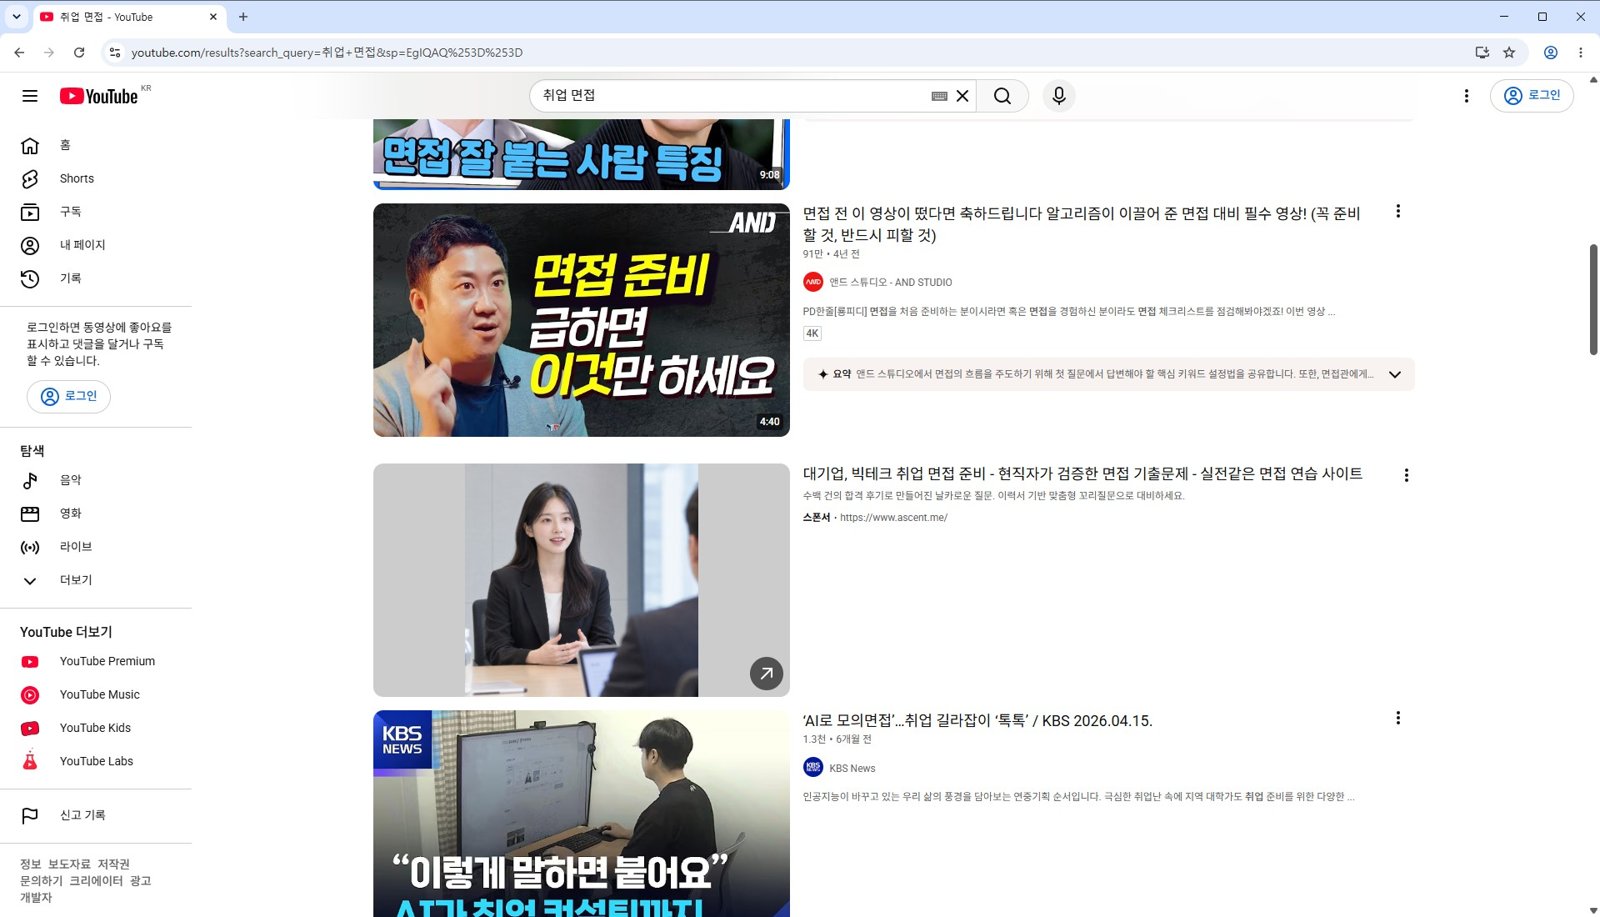 취업 면접 - YouTube
youtube.com/results?search_query=취업+면접&sp=EgIQAQ%253D%253D
YouTube KR
취업 면접
로그인
홈
Shorts
구독
내 페이지
기록
로그인하면 동영상에 좋아요를
표시하고 댓글을 달거나 구독
할 수 있습니다.
로그인
탐색
음악
영화
라이브
더보기
YouTube 더보기
YouTube Premium
YouTube Music
YouTube Kids
YouTube Labs
신고 기록
정보 보도자료 저작권
문의하기 크리에이터 광고
개발자
면접 잘 붙는 사람 특징
9:08
AND
면접 준비
급하면
이것만 하세요
4:40
면접 전 이 영상이 떴다면 축하드립니다 알고리즘이 이끌어 준 면접 대비 필수 영상! (꼭 준비
할 것, 반드시 피할 것)
91만 • 4년 전
AND 앤드 스튜디오 - AND STUDIO
PD한줄[룡피디] 면접을 처음 준비하는 분이시라면 혹은 면접을 경험하신 분이라도 면접 체크리스트를 점검해봐야겠죠! 이번 영상 ...
4K
요약 앤드 스튜디오에서 면접의 흐름을 주도하기 위해 첫 질문에서 답변해야 할 핵심 키워드 설정법을 공유합니다. 또한, 면접관에게...
대기업, 빅테크 취업 면접 준비 - 현직자가 검증한 면접 기출문제 - 실전같은 면접 연습 사이트
수백 건의 합격 후기로 만들어진 날카로운 질문. 이력서 기반 맞춤형 꼬리질문으로 대비하세요.
스폰서 · https://www.ascent.me/
KBS
NEWS
“이렇게 말하면 붙어요”
AI가 취업 컨설팅까지
‘AI로 모의면접’…취업 길라잡이 ‘톡톡’ / KBS 2026.04.15.
1.3천 • 6개월 전
KBS NEWS KBS News
인공지능이 바꾸고 있는 우리 삶의 풍경을 담아보는 연중기획 순서입니다. 극심한 취업난 속에 지역 대학가도 취업 준비를 위한 다양한 ...